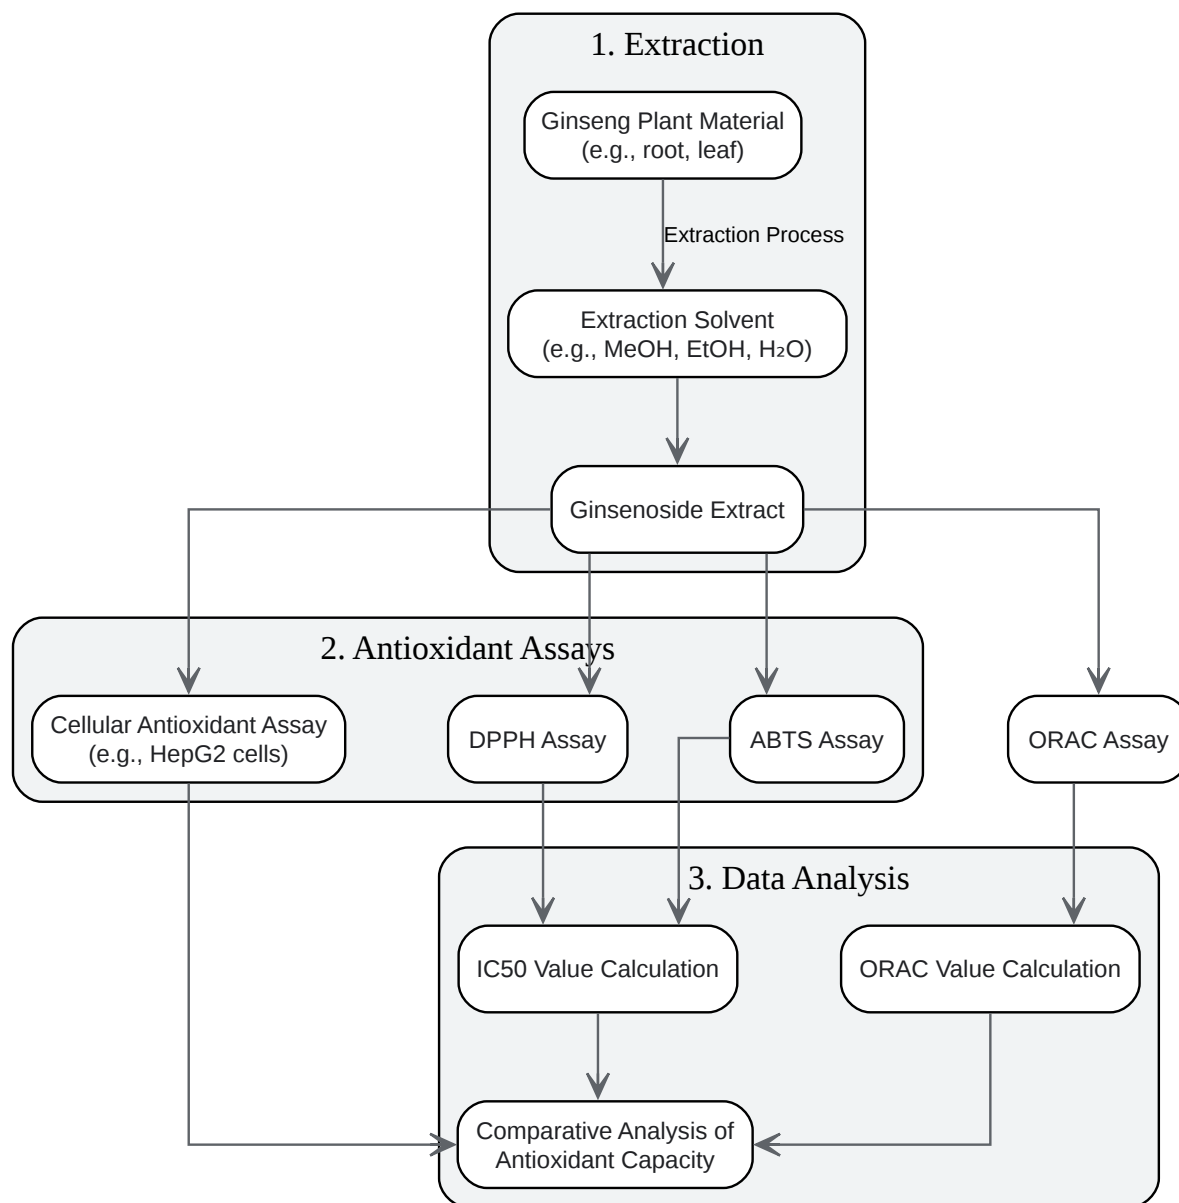 1. Extraction
Ginseng Plant Material
(e.g., root, leaf)
Extraction Process
Extraction Solvent
(e.g., MeOH, EtOH, H₂O)
Ginsenoside Extract
2. Antioxidant Assays
Cellular Antioxidant Assay
(e.g., HepG2 cells)
DPPH Assay
ABTS Assay
ORAC Assay
3. Data Analysis
IC50 Value Calculation
ORAC Value Calculation
Comparative Analysis of
Antioxidant Capacity